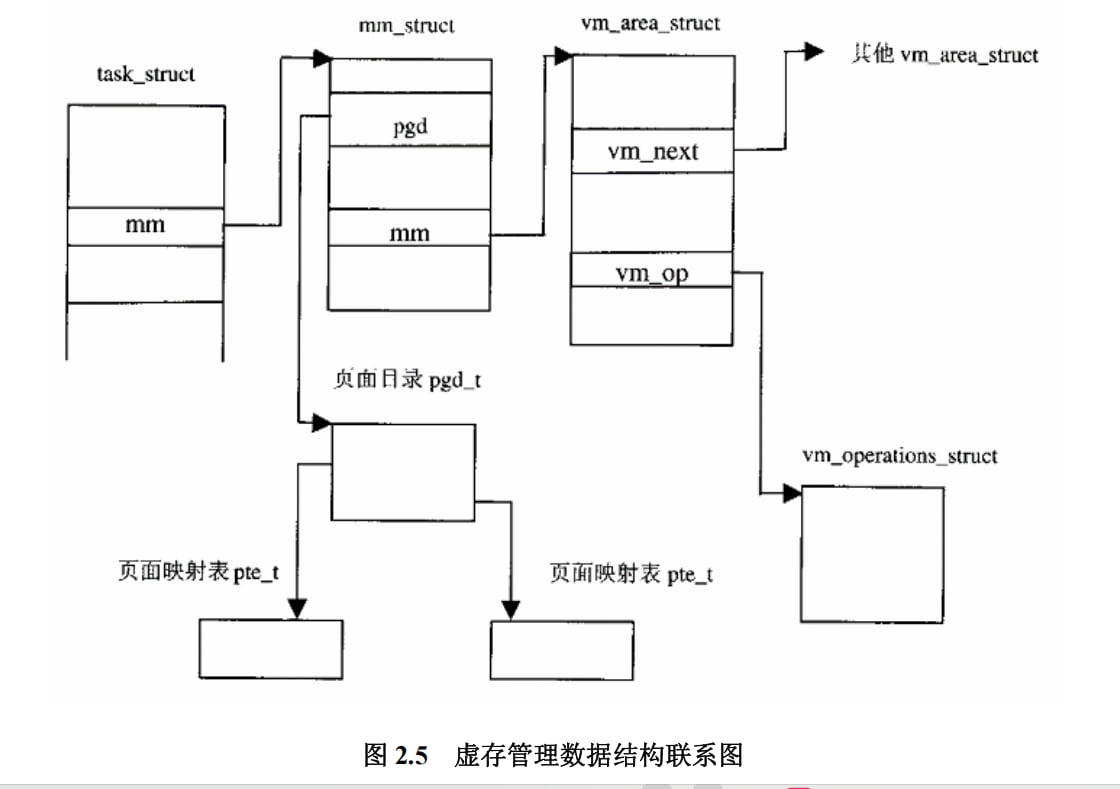 mm_struct
vm_area_struct
其他 vm_area_struct
task_struct
pgd
vm_next
mm
mm
vm_op
页面目录 pgd_t
vm_operations_struct
页面映射表 pte_t
页面映射表 pte_t
图 2.5 虚存管理数据结构联系图